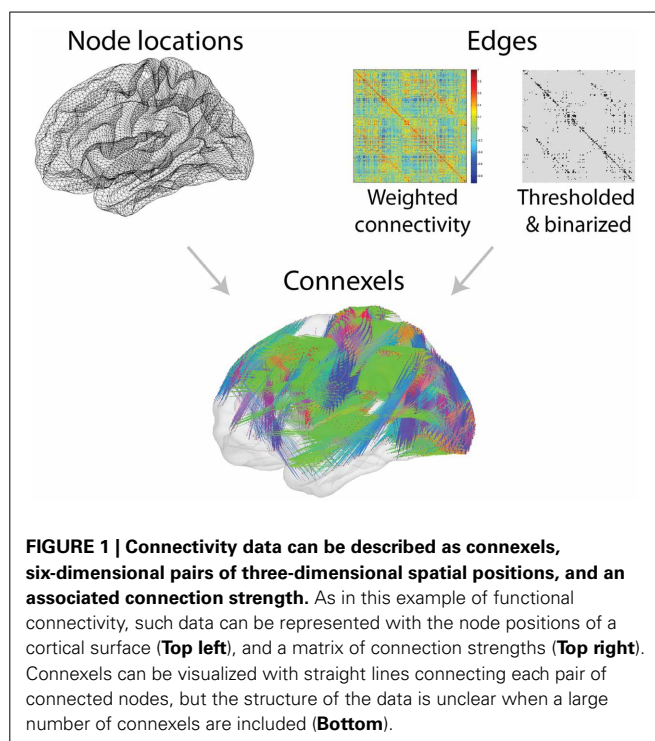 Node locations
Edges
Weighted
connectivity
Thresholded
& binarized
Connexels
FIGURE 1 | Connectivity data can be described as connexels,
six-dimensional pairs of three-dimensional spatial positions, and an
associated connection strength. As in this example of functional
connectivity, such data can be represented with the node positions of a
cortical surface (Top left), and a matrix of connection strengths (Top right).
Connexels can be visualized with straight lines connecting each pair of
connected nodes, but the structure of the data is unclear when a large
number of connexels are included (Bottom).